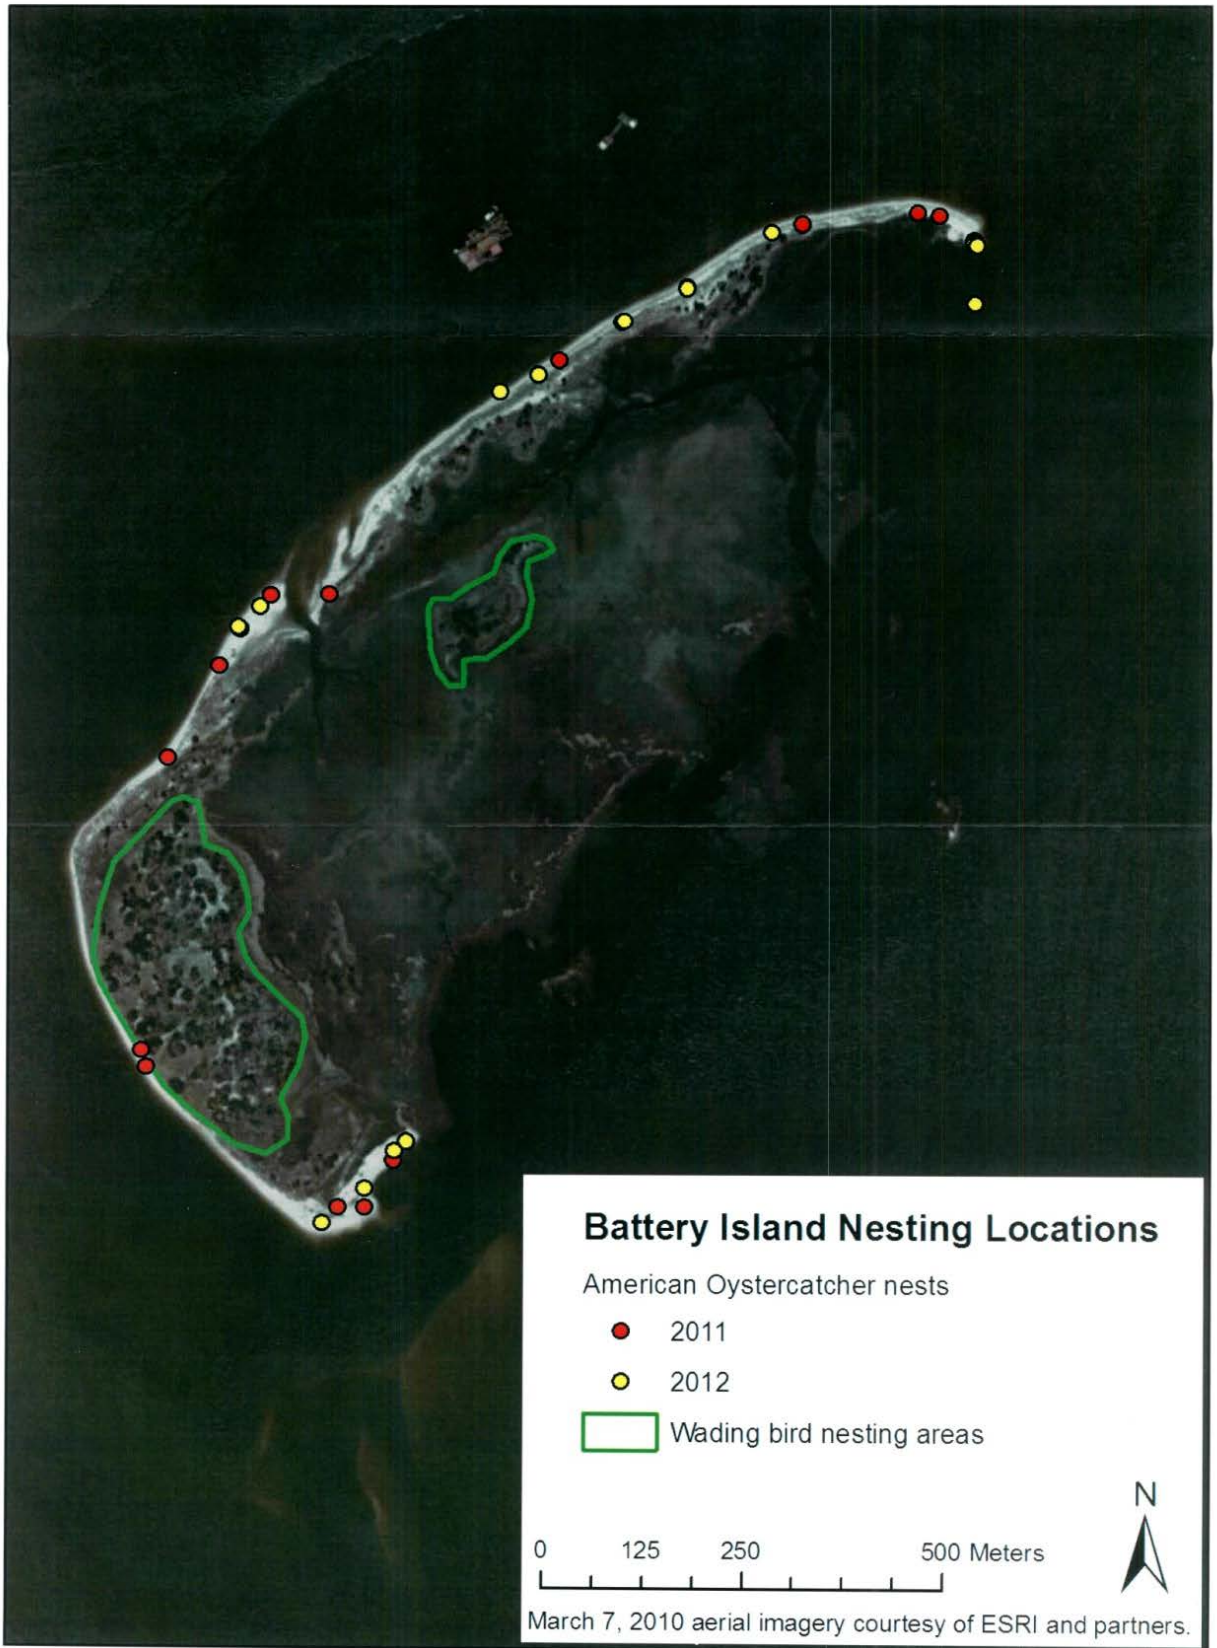 Battery Island Nesting Locations
American Oystercatcher nests
2011
2012
Wading bird nesting areas
N
0 125 250 500 Meters
March 7, 2010 aerial imagery courtesy of ESRI and partners.